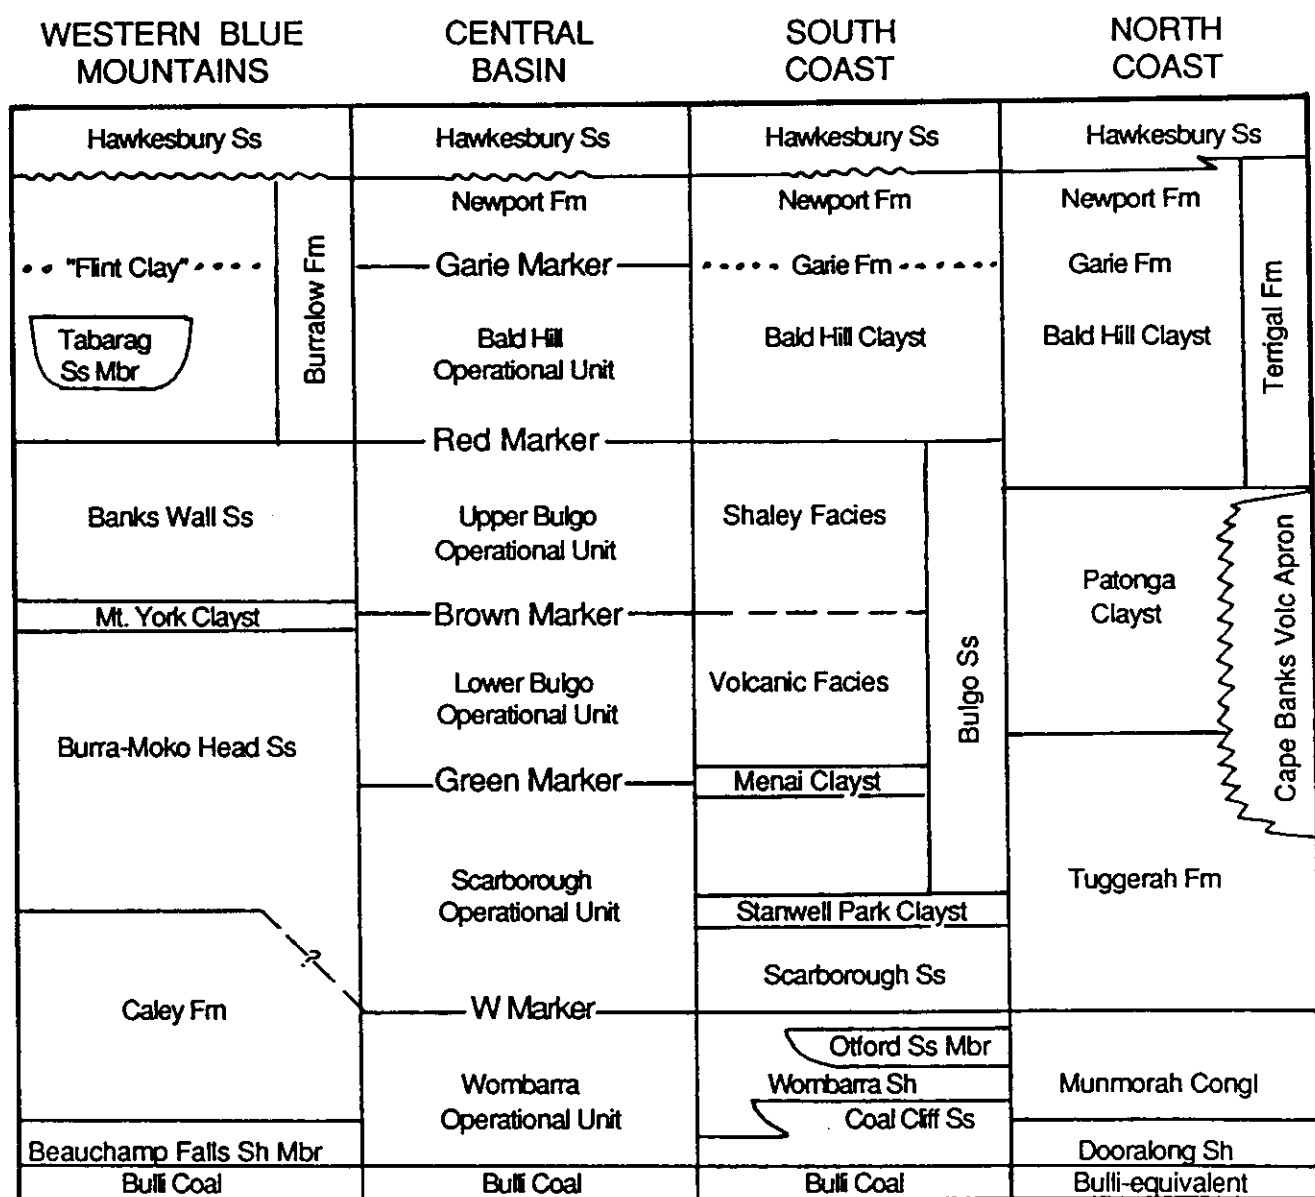 WESTERN BLUE
MOUNTAINS
CENTRAL
BASIN
SOUTH
COAST
NORTH
COAST
Hawkesbury Ss
Hawkesbury Ss
Hawkesbury Ss
Hawkesbury Ss
"Flint Clay"
Tabarag
Ss Mbr
Burralow Fm
Newport Fm
Garie Marker
Bald Hill
Operational Unit
Newport Fm
Garie Fm
Bald Hill Clayst
Newport Fm
Garie Fm
Bald Hill Clayst
Terrigal Fm
Red Marker
Banks Wall Ss
Upper Bulgo
Operational Unit
Shaley Facies
Mt. York Clayst
Brown Marker
Patonga
Clayst
Cape Banks Volc Apron
Burra-Moko Head Ss
Lower Bulgo
Operational Unit
Volcanic Facies
Bulgo Ss
Green Marker
Menai Clayst
Scarborough
Operational Unit
Stanwell Park Clayst
Tuggerah Fm
Scarborough Ss
?
Caley Fm
W Marker
Otford Ss Mbr
Wombarra
Operational Unit
Wombarra Sh
Coal Cliff Ss
Munmorah Congl
Beauchamp Falls Sh Mbr
Dooralong Sh
Bulli Coal
Bulli Coal
Bulli Coal
Bulli-equivalent